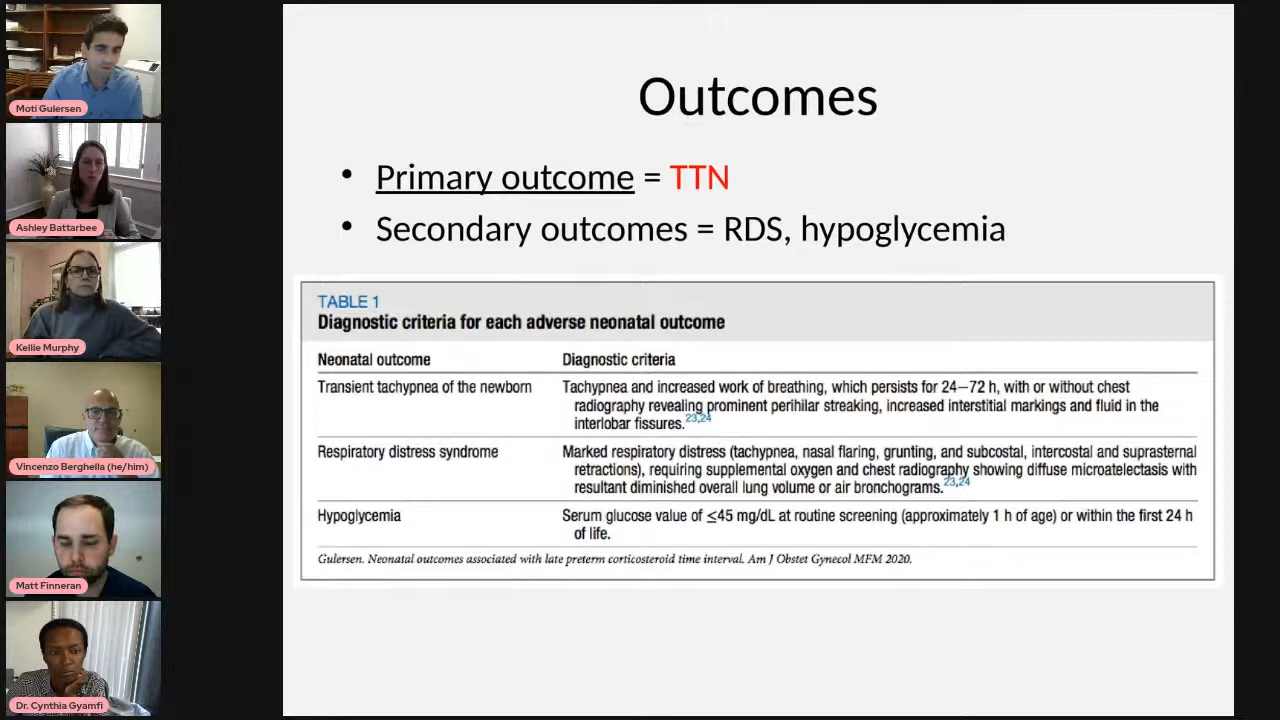 Moti Gulersen
Ashley Battarbee
Kellie Murphy
Vincenzo Berghella (he/him)
Matt Finneran
Dr. Cynthia Gyamfi
Outcomes
• Primary outcome = TTN
• Secondary outcomes = RDS, hypoglycemia
TABLE 1
Diagnostic criteria for each adverse neonatal outcome
Neonatal outcome Diagnostic criteria
Transient tachypnea of the newborn Tachypnea and increased work of breathing, which persists for 24–72 h, with or without chest
radiography revealing prominent perihilar streaking, increased interstitial markings and fluid in the
interlobar fissures.23,24
Respiratory distress syndrome Marked respiratory distress (tachypnea, nasal flaring, grunting, and subcostal, intercostal and suprasternal
retractions), requiring supplemental oxygen and chest radiography showing diffuse microatelectasis with
resultant diminished overall lung volume or air bronchograms.23,24
Hypoglycemia Serum glucose value of ≤45 mg/dL at routine screening (approximately 1 h of age) or within the first 24 h
of life.
Gulersen. Neonatal outcomes associated with late preterm corticosteroid time interval. Am J Obstet Gynecol MFM 2020.